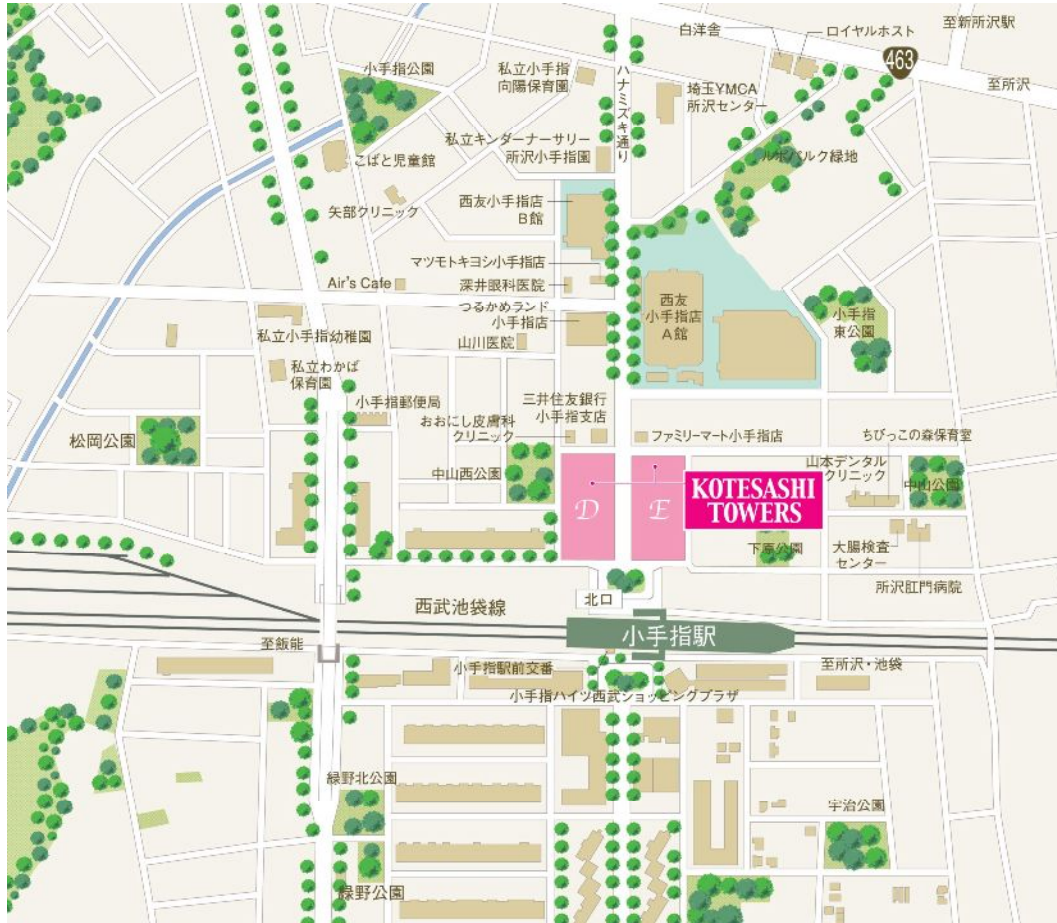 白洋舎
ロイヤルホスト
至新所沢駅
463
至所沢
小手指公園
私立小手指
向陽保育園
ハナミズキ通り
埼玉YMCA
所沢センター
私立キンダーナーサリー
所沢小手指園
こばと児童館
ルボパルク緑地
矢部クリニック
西友小手指店
B館
マツモトキヨシ小手指店
Air's Cafe
深井眼科医院
つるかめランド
小手指店
西友
小手指店
A館
小手指
東公園
私立小手指幼稚園
山川医院
私立わかば
保育園
小手指郵便局
三井住友銀行
小手指支店
おおにし皮膚科
クリニック
ファミリーマート小手指店
ちびっこの森保育室
松岡公園
中山西公園
山本デンタル
クリニック
中山公園
D
E
KOTESASHI
TOWERS
下原公園
大腸検査
センター
所沢肛門病院
北口
西武池袋線
小手指駅
至飯能
小手指駅前交番
至所沢・池袋
小手指ハイツ西武ショッピングプラザ
緑野北公園
宇治公園
緑野公園